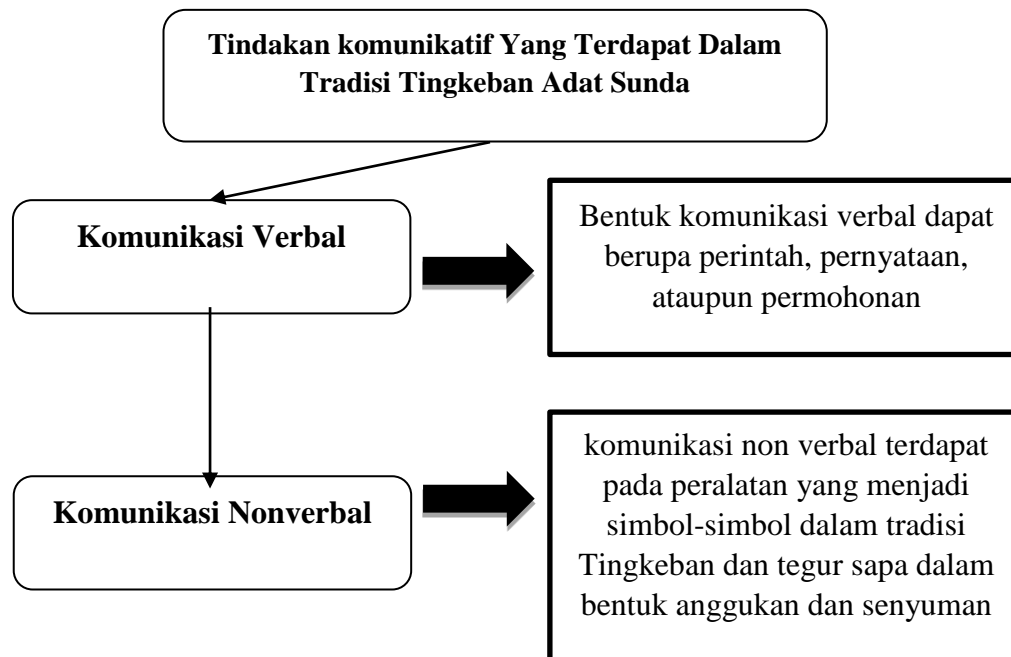 Tindakan komunikatif Yang Terdapat Dalam
Tradisi Tingkeban Adat Sunda
Komunikasi Verbal
Bentuk komunikasi verbal dapat
berupa perintah, pernyataan,
ataupun permohonan
Komunikasi Nonverbal
komunikasi non verbal terdapat
pada peralatan yang menjadi
simbol-simbol dalam tradisi
Tingkeban dan tegur sapa dalam
bentuk anggukan dan senyuman